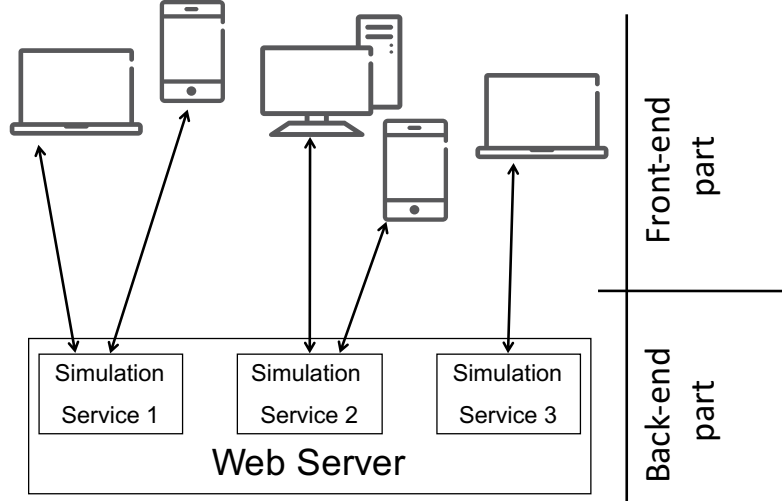 Front-end
part
Simulation
Service 1
Simulation
Service 2
Simulation
Service 3
Web Server
Back-end
part